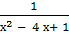 1
x² − 4 x+ 1